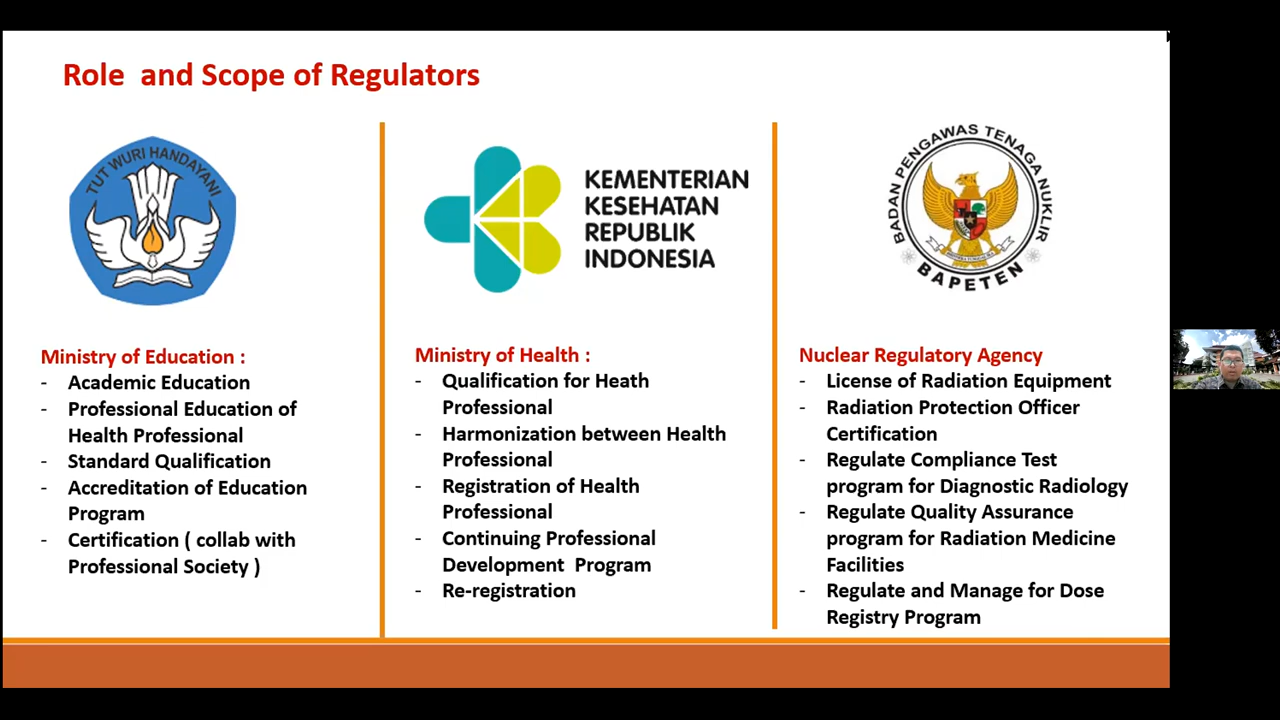 Role and Scope of Regulators
TUT WURI HANDAYANI
Ministry of Education :
- Academic Education
- Professional Education of
Health Professional
- Standard Qualification
- Accreditation of Education
Program
- Certification ( collab with
Professional Society )
KEMENTERIAN
KESEHATAN
REPUBLIK
INDONESIA
Ministry of Health :
- Qualification for Heath
Professional
- Harmonization between Health
Professional
- Registration of Health
Professional
- Continuing Professional
Development Program
- Re-registration
BADAN PENGAWAS TENAGA NUKLIR
BAPETEN
Nuclear Regulatory Agency
- License of Radiation Equipment
- Radiation Protection Officer
Certification
- Regulate Compliance Test
program for Diagnostic Radiology
- Regulate Quality Assurance
program for Radiation Medicine
Facilities
- Regulate and Manage for Dose
Registry Program